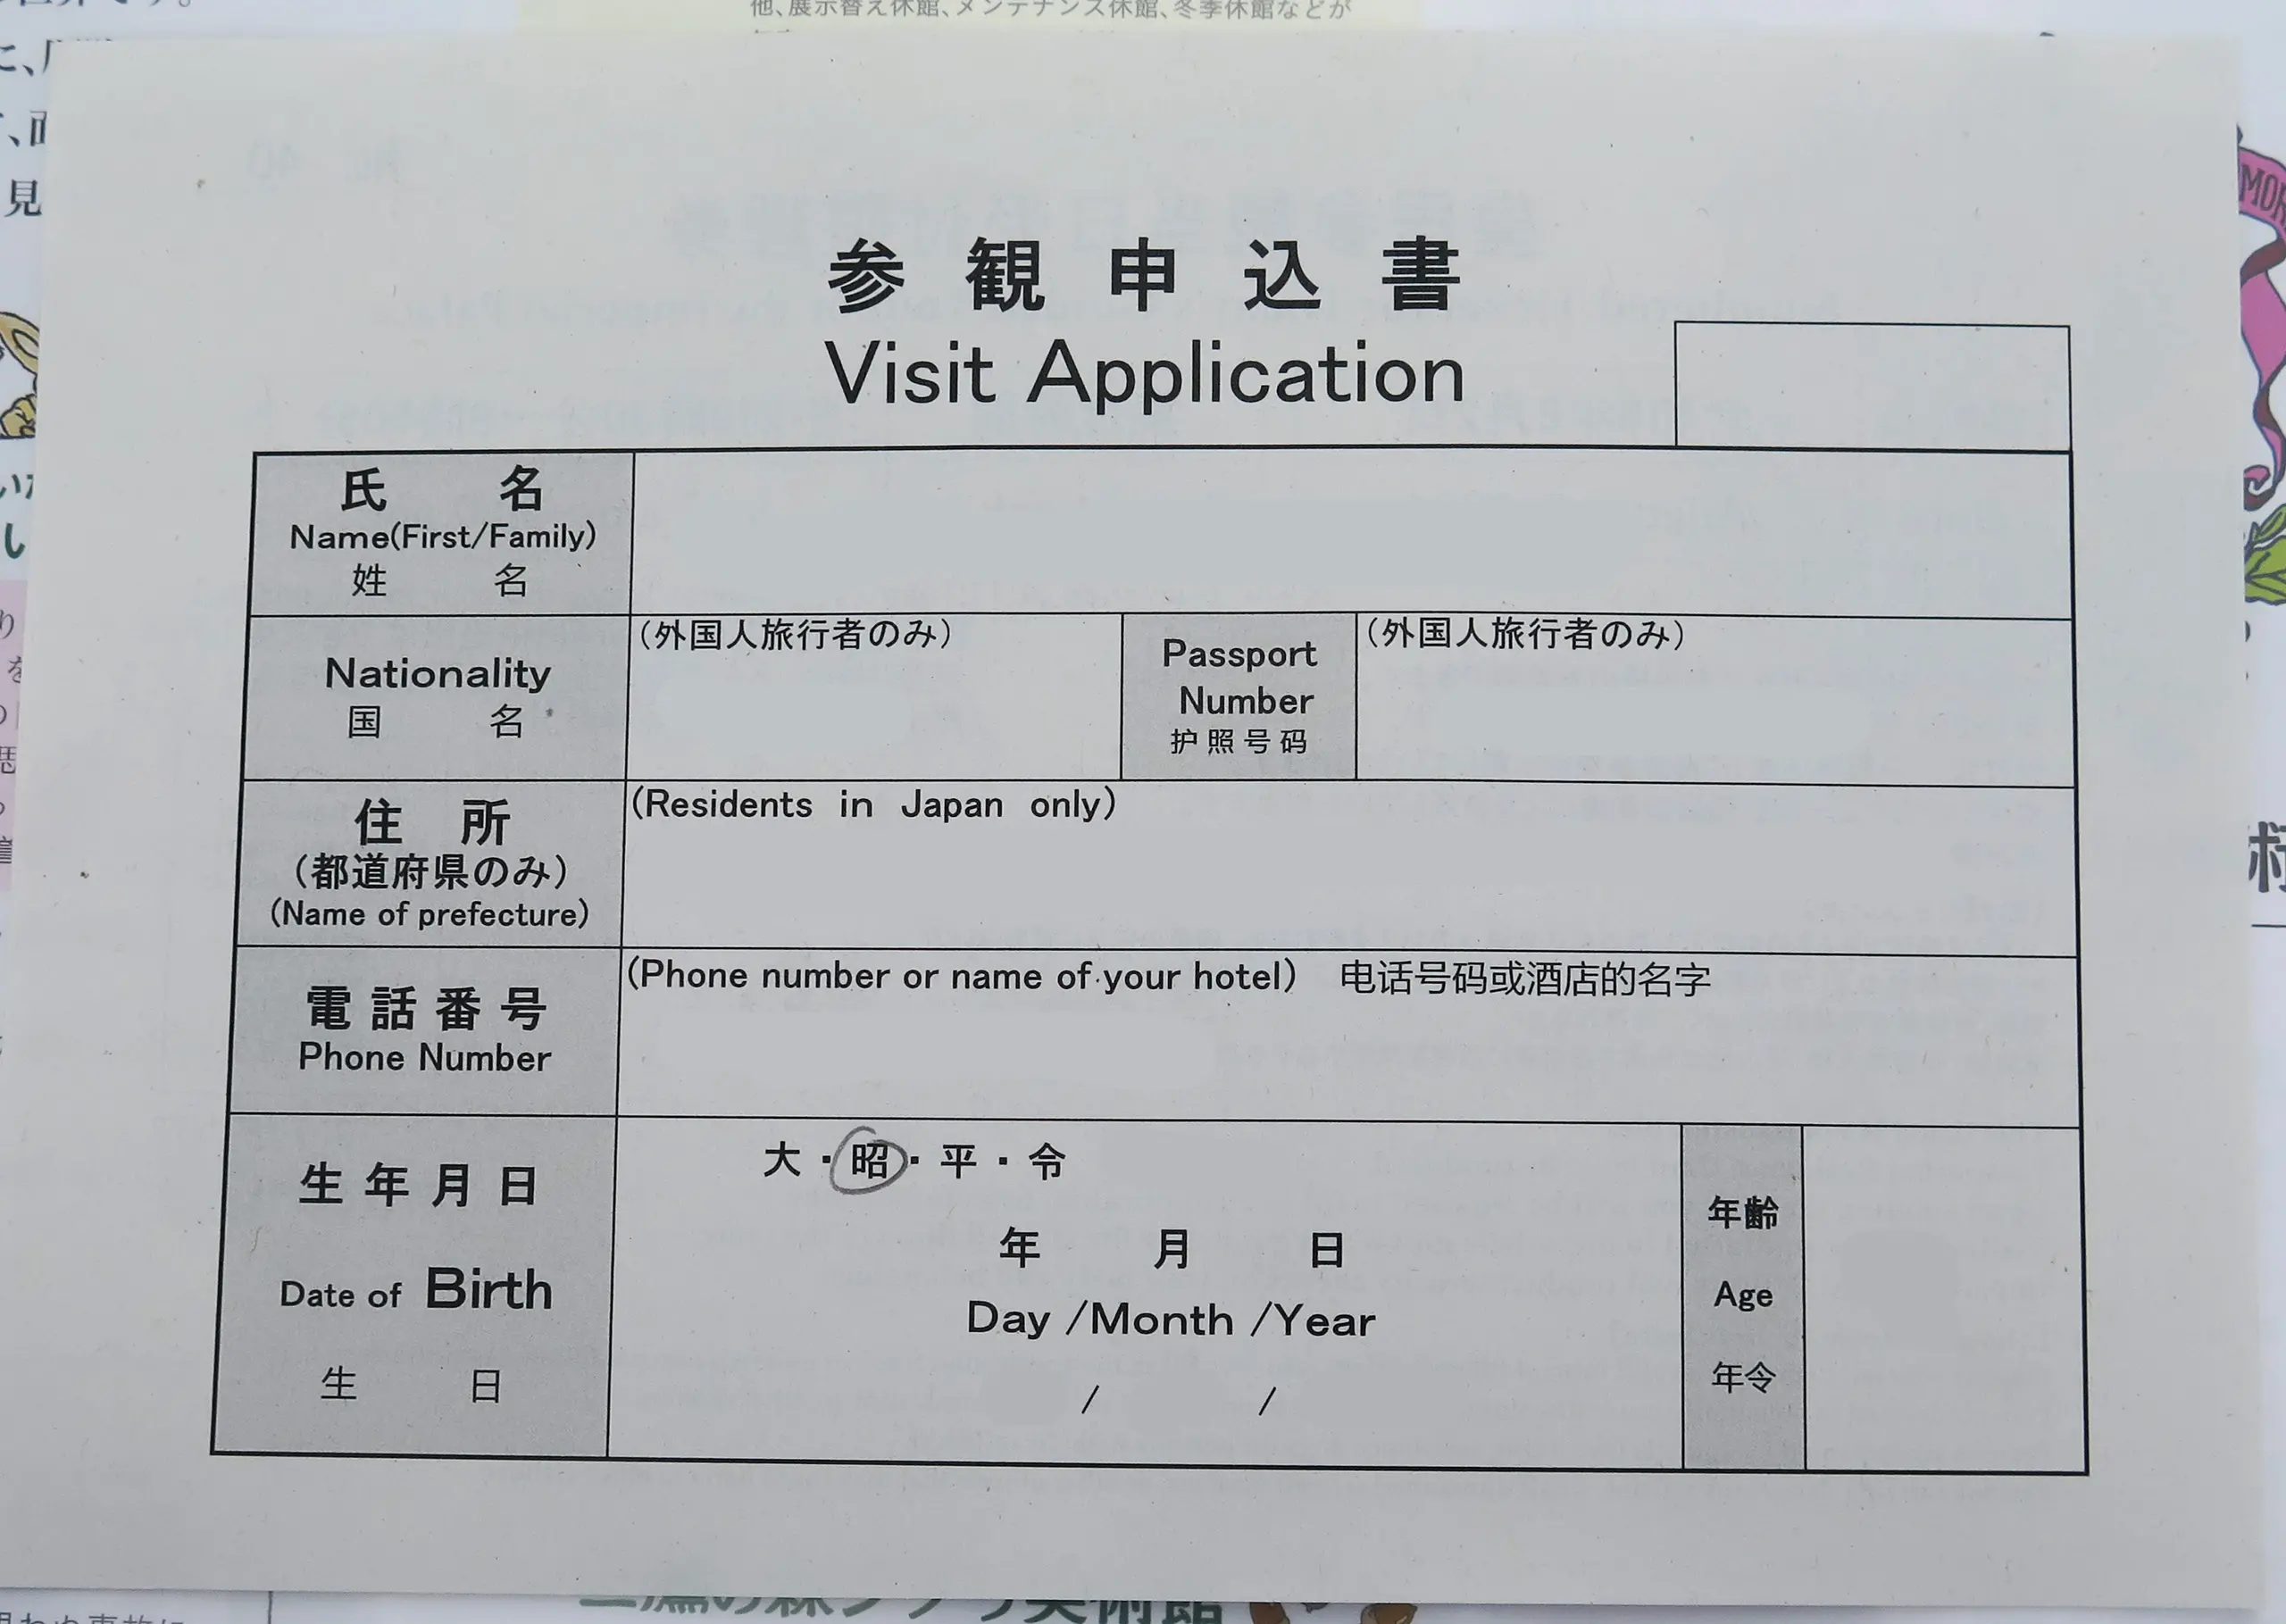 他、展示替え休館、メンテナンス休館、冬季休館などが
見
参観申込書
Visit Application
氏 名
Name(First/Family)
姓 名
Nationality
国 名
(外国人旅行者のみ)
Passport
Number
护照号码
(外国人旅行者のみ)
住 所
(都道府県のみ)
(Name of prefecture)
(Residents in Japan only)
電話番号
Phone Number
(Phone number or name of your hotel) 电话号码或酒店的名字
生年月日
Date of Birth
生 日
大・昭・平・令
年 月 日
Day /Month /Year
/ /
年齢
Age
年令